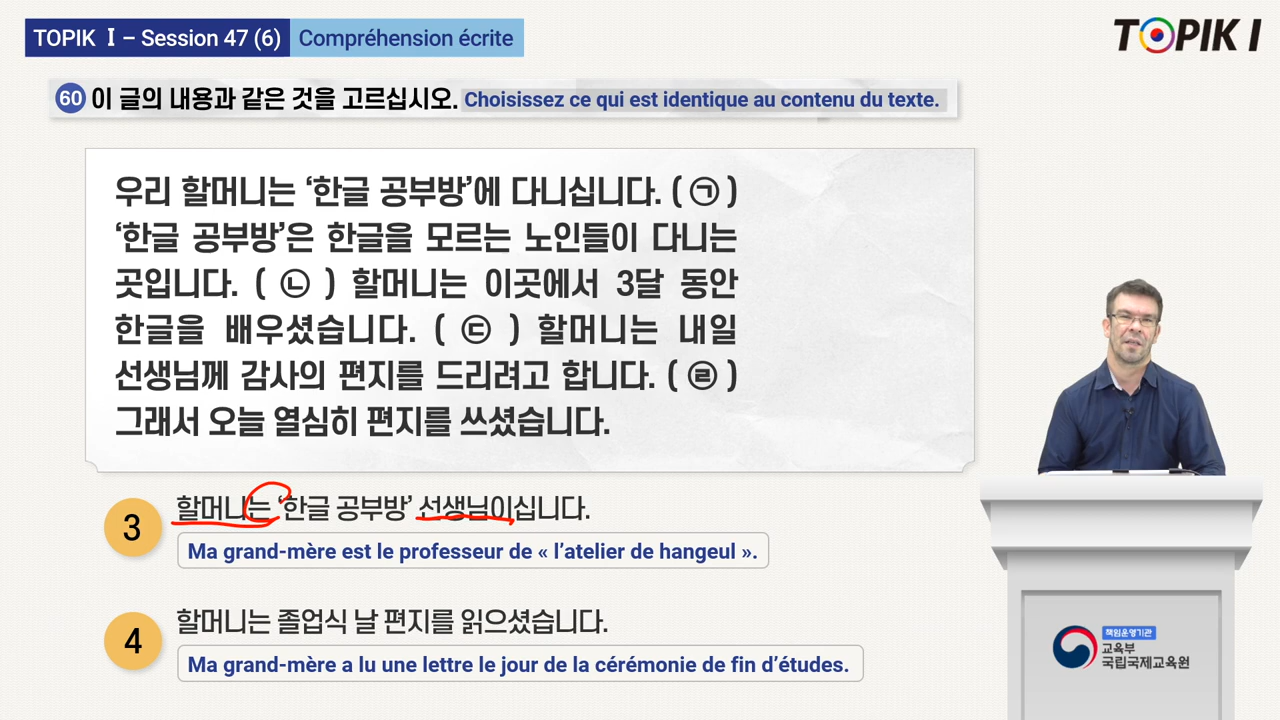 TOPIK Ⅰ – Session 47 (6) Compréhension écrite
TOPIK I
60 이 글의 내용과 같은 것을 고르십시오. Choisissez ce qui est identique au contenu du texte.
우리 할머니는 ‘한글 공부방’에 다니십니다. ( ㉠ )
‘한글 공부방’은 한글을 모르는 노인들이 다니는
곳입니다. ( ㉡ ) 할머니는 이곳에서 3달 동안
한글을 배우셨습니다. ( ㉢ ) 할머니는 내일
선생님께 감사의 편지를 드리려고 합니다. ( ㉣ )
그래서 오늘 열심히 편지를 쓰셨습니다.
3 할머니는 ‘한글 공부방’ 선생님이십니다.
Ma grand-mère est le professeur de « l’atelier de hangeul ».
4 할머니는 졸업식 날 편지를 읽으셨습니다.
Ma grand-mère a lu une lettre le jour de la cérémonie de fin d’études.
책임운영기관
교육부
국립국제교육원